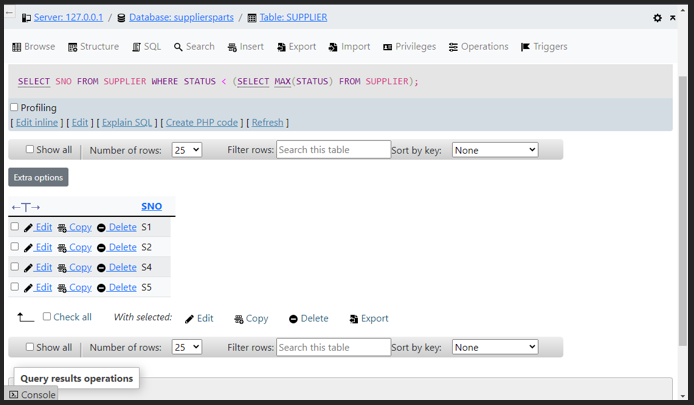 Server: 127.0.0.1 / Database: suppliersparts / Table: SUPPLIER
Browse Structure SQL Search Insert Export Import Privileges Operations Triggers
SELECT SNO FROM SUPPLIER WHERE STATUS < (SELECT MAX(STATUS) FROM SUPPLIER);
Profiling
[ Edit inline ] [ Edit ] [ Explain SQL ] [ Create PHP code ] [ Refresh ]
Show all Number of rows: 25 Filter rows: Search this table Sort by key: None
Extra options
←T→ SNO
Edit Copy Delete S1
Edit Copy Delete S2
Edit Copy Delete S4
Edit Copy Delete S5
Check all With selected: Edit Copy Delete Export
Show all Number of rows: 25 Filter rows: Search this table Sort by key: None
Query results operations
Console